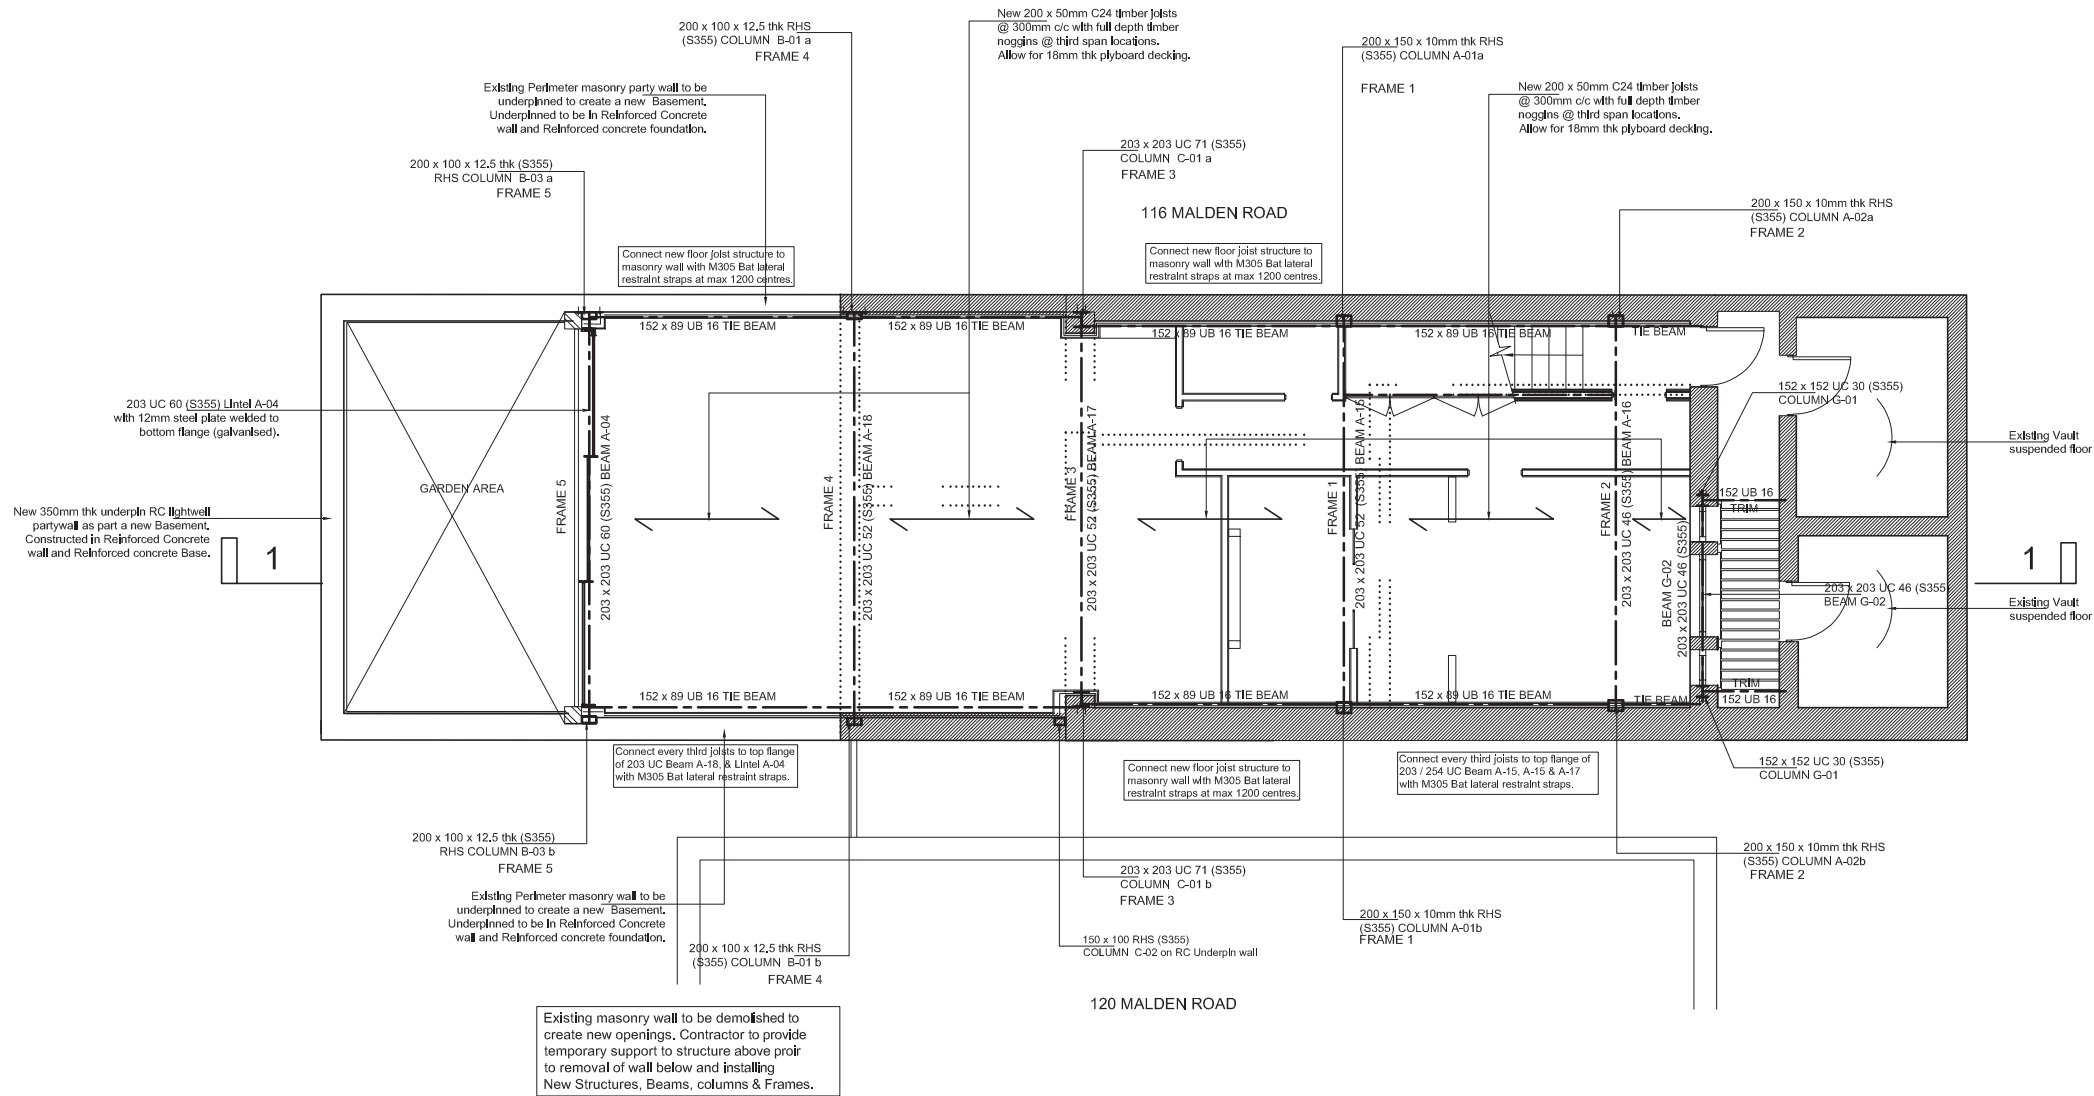 200 x 100 x 12.5 thk RHS
(S355) COLUMN B-01 a
FRAME 4
New 200 x 50mm C24 timber joists
@ 300mm c/c with full depth timber
noggins @ third span locations.
Allow for 18mm thk plyboard decking.
200 x 150 x 10mm thk RHS
(S355) COLUMN A-01a
FRAME 1
New 200 x 50mm C24 timber joists
@ 300mm c/c with full depth timber
noggins @ third span locations.
Allow for 18mm thk plyboard decking.
Existing Perimeter masonry party wall to be
underpinned to create a new Basement.
Underpinned to be in Reinforced Concrete
wall and Reinforced concrete foundation.
200 x 100 x 12.5 thk (S355)
RHS COLUMN B-03 a
FRAME 5
203 x 203 UC 71 (S355)
COLUMN C-01 a
FRAME 3
116 MALDEN ROAD
200 x 150 x 10mm thk RHS
(S355) COLUMN A-02a
FRAME 2
Connect new floor joist structure to
masonry wall with M305 Bat lateral
restraint straps at max 1200 centres.
Connect new floor joist structure to
masonry wall with M305 Bat lateral
restraint straps at max 1200 centres.
152 x 89 UB 16 TIE BEAM
152 x 89 UB 16 TIE BEAM
152 x 89 UB 16 TIE BEAM
152 x 89 UB 16 TIE BEAM
TIE BEAM
203 UC 60 (S355) Lintel A-04
with 12mm steel plate welded to
bottom flange (galvanised).
152 x 152 UC 30 (S355)
COLUMN G-01
Existing Vault
suspended floor
GARDEN AREA
FRAME 5
203 x 203 UC 60 (S355) BEAM A-04
FRAME 4
203 x 203 UC 52 (S355) BEAM A-18
FRAME 3
203 x 203 UC 52 (S355) BEAM A-17
FRAME 1
203 x 203 UC 52 (S355) BEAM A-15
FRAME 2
203 x 203 UC 46 (S355) BEAM A-16
BEAM G-02
203 x 203 UC 46 (S355)
152 UB 16
TRIM
New 350mm thk underpin RC lightwell
partywall as part a new Basement.
Constructed in Reinforced Concrete
wall and Reinforced concrete Base.
1
1
203 x 203 UC 46 (S355)
BEAM G-02
Existing Vault
suspended floor
152 x 89 UB 16 TIE BEAM
152 x 89 UB 16 TIE BEAM
152 x 89 UB 16 TIE BEAM
152 x 89 UB 16 TIE BEAM
TIE BEAM
TRIM
152 UB 16
Connect every third joists to top flange
of 203 UC Beam A-18, & Lintel A-04
with M305 Bat lateral restraint straps.
Connect new floor joist structure to
masonry wall with M305 Bat lateral
restraint straps at max 1200 centres.
Connect every third joists to top flange of
203 / 254 UC Beam A-15, A-15 & A-17
with M305 Bat lateral restraint straps.
152 x 152 UC 30 (S355)
COLUMN G-01
200 x 100 x 12.5 thk (S355)
RHS COLUMN B-03 b
FRAME 5
203 x 203 UC 71 (S355)
COLUMN C-01 b
FRAME 3
200 x 150 x 10mm thk RHS
(S355) COLUMN A-02b
FRAME 2
Existing Perimeter masonry wall to be
underpinned to create a new Basement.
Underpinned to be in Reinforced Concrete
wall and Reinforced concrete foundation.
200 x 150 x 10mm thk RHS
(S355) COLUMN A-01b
FRAME 1
200 x 100 x 12.5 thk RHS
(S355) COLUMN B-01 b
FRAME 4
150 x 100 RHS (S355)
COLUMN C-02 on RC Underpin wall
120 MALDEN ROAD
Existing masonry wall to be demolished to
create new openings. Contractor to provide
temporary support to structure above proir
to removal of wall below and installing
New Structures, Beams, columns & Frames.